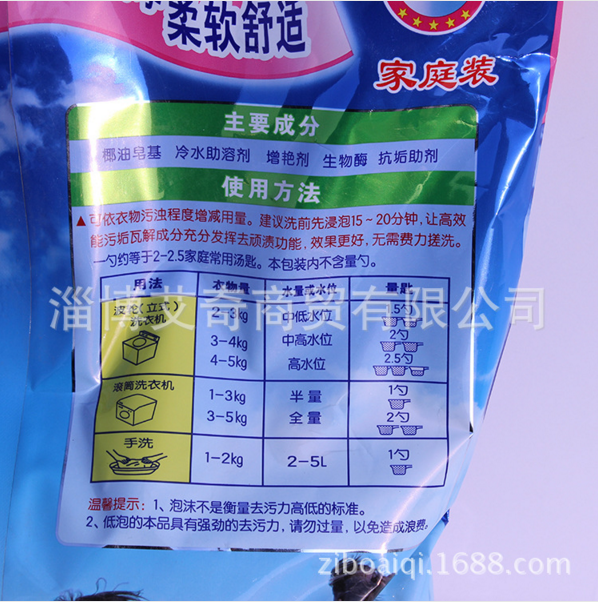 柔软舒适
家庭装
主要成分
椰油皂基 冷水助溶剂 增艳剂 生物酶 抗垢助剂
使用方法
▲可依衣物污浊程度增减用量。建议洗前先浸泡15~20分钟,让高效
能污垢瓦解成分充分发挥去顽渍功能,效果更好,无需费力搓洗。
一勺约等于2-2.5家庭常用汤匙。本包装内不含量勺。
用法 衣物量 水量或水位 量匙
波轮(立式)
洗衣机
2-3kg 中低水位 1.5勺
3-4kg 中高水位 2勺
4-5kg 高水位 2.5勺
滚筒洗衣机
1-3kg 半量 1勺
3-5kg 全量 2勺
手洗
1-2kg 2-5L 1勺
温馨提示:1、泡沫不是衡量去污力高低的标准。
2、低泡的本品具有强劲的去污力,请勿过量,以免造成浪费。
淄博艾奇商贸有限公司
ziboaiqi.1688.com